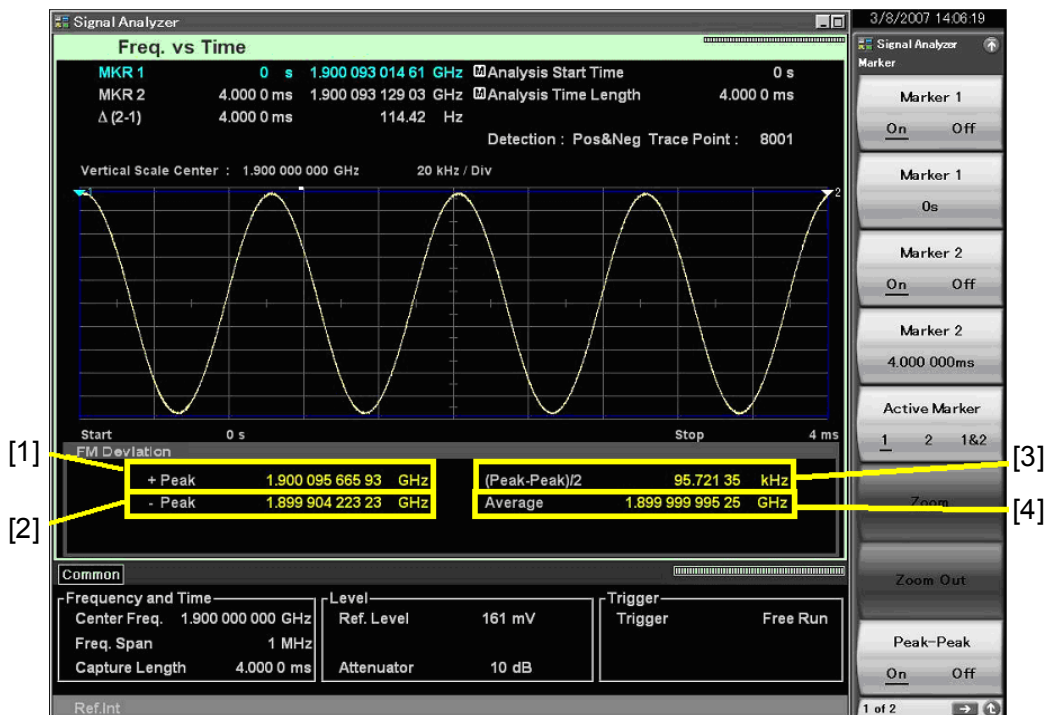 Signal Analyzer
3/8/2007 14:06:19
Freq. vs Time
MKR 1 0 s 1.900 093 014 61 GHz M Analysis Start Time 0 s
MKR 2 4.000 0 ms 1.900 093 129 03 GHz M Analysis Time Length 4.000 0 ms
Δ (2-1) 4.000 0 ms 114.42 Hz
Detection : Pos&Neg Trace Point : 8001
Vertical Scale Center : 1.900 000 000 GHz 20 kHz / Div
1
2
Start 0 s Stop 4 ms
FM Deviation
[1]
+ Peak 1.900 095 665 93 GHz (Peak-Peak)/2 95.721 35 kHz
[3]
[2]
- Peak 1.899 904 223 23 GHz Average 1.899 999 995 25 GHz
[4]
Common
Frequency and Time
Center Freq. 1.900 000 000 GHz
Freq. Span 1 MHz
Capture Length 4.000 0 ms
Level
Ref. Level 161 mV
Attenuator 10 dB
Trigger
Trigger Free Run
Ref.Int
Signal Analyzer
Marker
Marker 1
On Off
Marker 1
0s
Marker 2
On Off
Marker 2
4.000 000ms
Active Marker
1 2 1&2
Zoom
Zoom Out
Peak-Peak
On Off
1 of 2